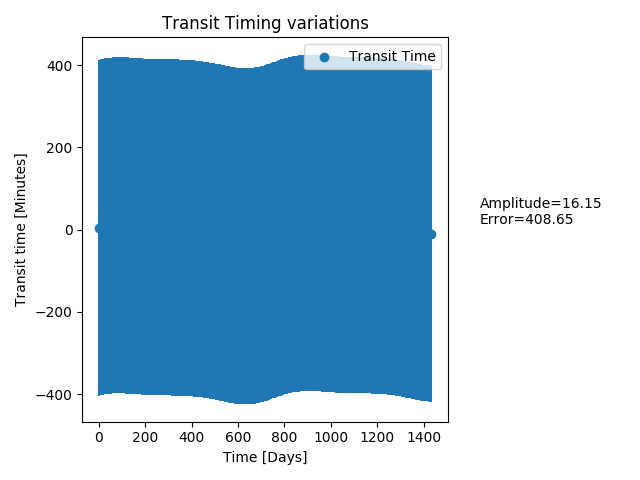 Transit Timing variations
Transit Time
Transit time [Minutes]
400
200
0
−200
−400
0
200
400
600
800
1000
1200
1400
Time [Days]
Amplitude=16.15
Error=408.65